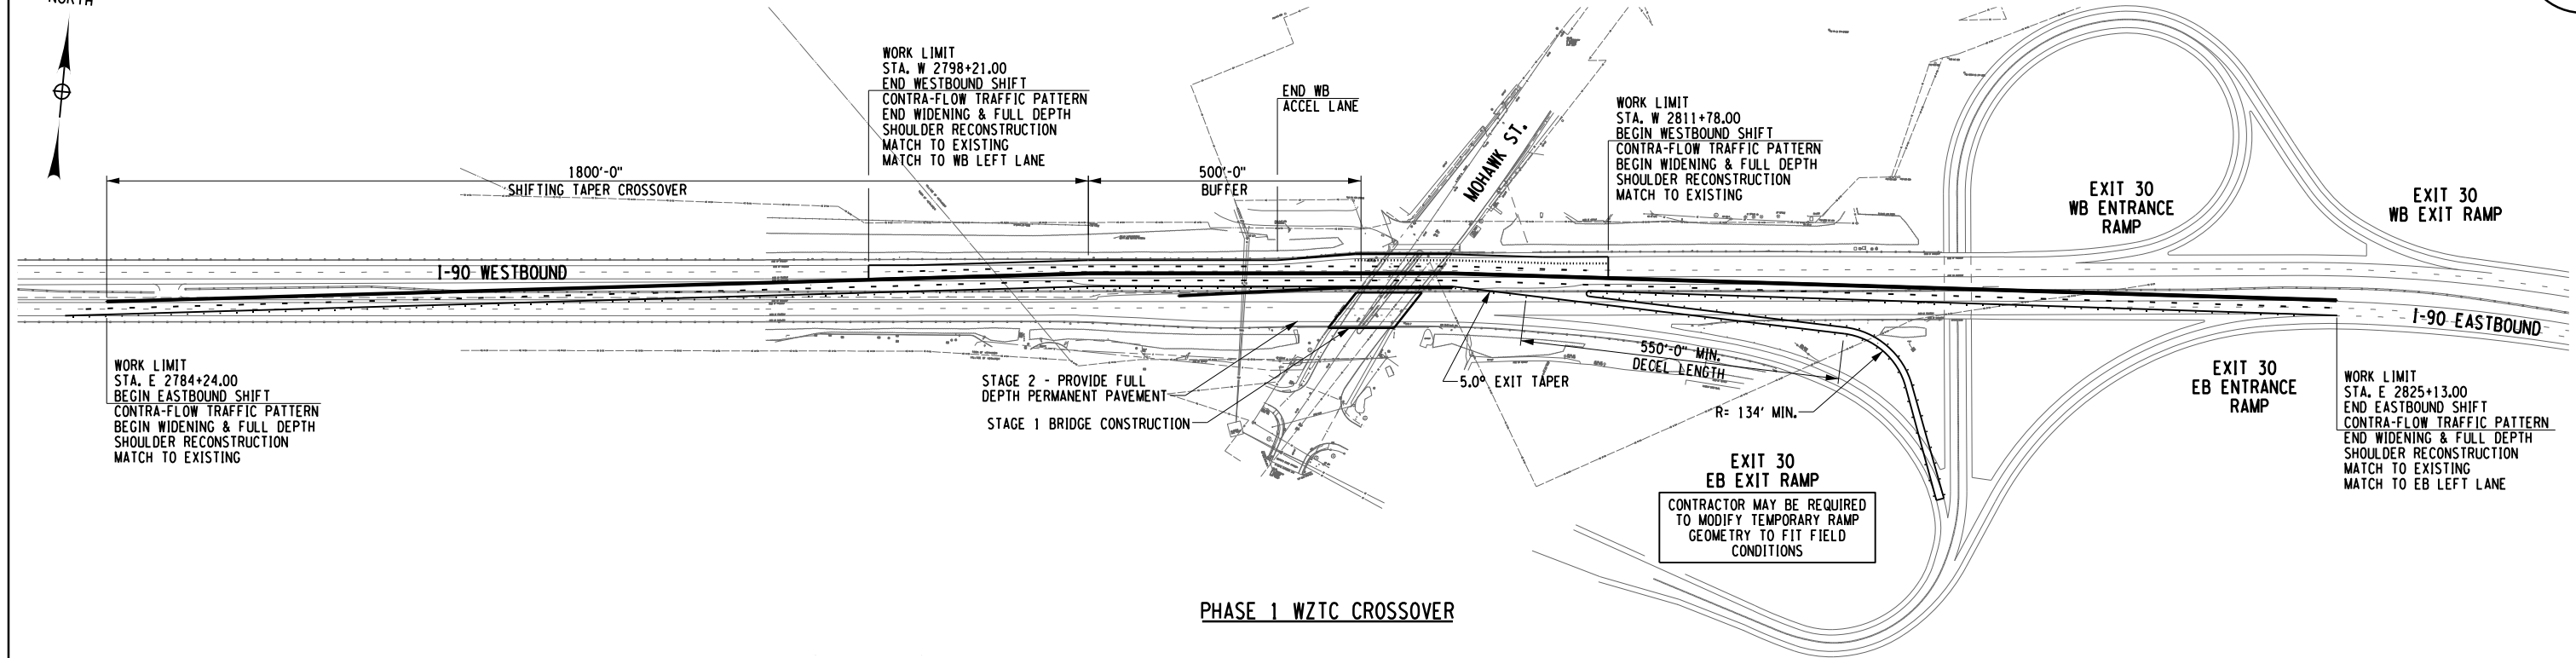 NORTH
WORK LIMIT
STA. W 2798+21.00
END WESTBOUND SHIFT
CONTRA-FLOW TRAFFIC PATTERN
END WIDENING & FULL DEPTH
SHOULDER RECONSTRUCTION
MATCH TO EXISTING
MATCH TO WB LEFT LANE
END WB
ACCEL LANE
MOHAWK ST.
WORK LIMIT
STA. W 2811+78.00
BEGIN WESTBOUND SHIFT
CONTRA-FLOW TRAFFIC PATTERN
BEGIN WIDENING & FULL DEPTH
SHOULDER RECONSTRUCTION
MATCH TO EXISTING
1800'-0"
SHIFTING TAPER CROSSOVER
500'-0"
BUFFER
EXIT 30
WB ENTRANCE
RAMP
EXIT 30
WB EXIT RAMP
I-90 WESTBOUND
I-90 EASTBOUND
WORK LIMIT
STA. E 2784+24.00
BEGIN EASTBOUND SHIFT
CONTRA-FLOW TRAFFIC PATTERN
BEGIN WIDENING & FULL DEPTH
SHOULDER RECONSTRUCTION
MATCH TO EXISTING
STAGE 2 - PROVIDE FULL
DEPTH PERMANENT PAVEMENT
STAGE 1 BRIDGE CONSTRUCTION
5.0° EXIT TAPER
550'-0" MIN.
DECEL LENGTH
R= 134' MIN.
EXIT 30
EB EXIT RAMP
CONTRACTOR MAY BE REQUIRED
TO MODIFY TEMPORARY RAMP
GEOMETRY TO FIT FIELD
CONDITIONS
EXIT 30
EB ENTRANCE
RAMP
WORK LIMIT
STA. E 2825+13.00
END EASTBOUND SHIFT
CONTRA-FLOW TRAFFIC PATTERN
END WIDENING & FULL DEPTH
SHOULDER RECONSTRUCTION
MATCH TO EXISTING
MATCH TO EB LEFT LANE
PHASE 1 WZTC CROSSOVER